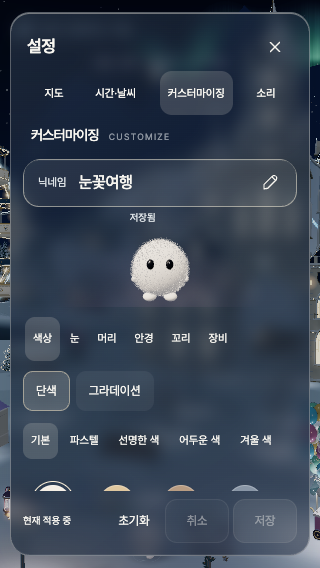 설정
지도 시간·날씨 커스터마이징 소리
커스터마이징 CUSTOMIZE
닉네임 눈꽃여행
저장됨
색상 눈 머리 안경 꼬리 장비
단색 그라데이션
기본 파스텔 선명한 색 어두운 색 겨울 색
현재 적용 중 초기화 취소 저장